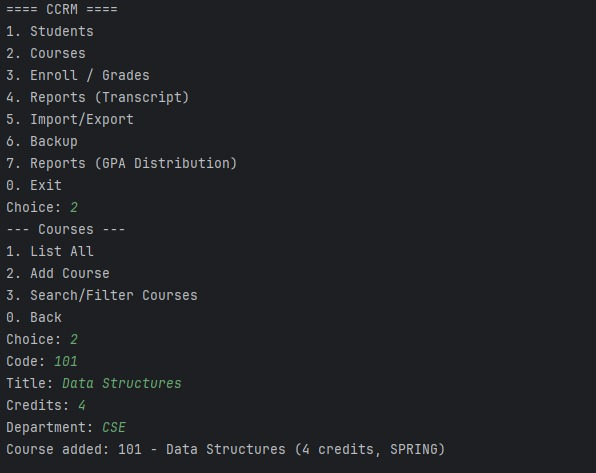 ==== CCRM ====
1. Students
2. Courses
3. Enroll / Grades
4. Reports (Transcript)
5. Import/Export
6. Backup
7. Reports (GPA Distribution)
0. Exit
Choice: 2
--- Courses ---
1. List All
2. Add Course
3. Search/Filter Courses
0. Back
Choice: 2
Code: 101
Title: Data Structures
Credits: 4
Department: CSE
Course added: 101 - Data Structures (4 credits, SPRING)